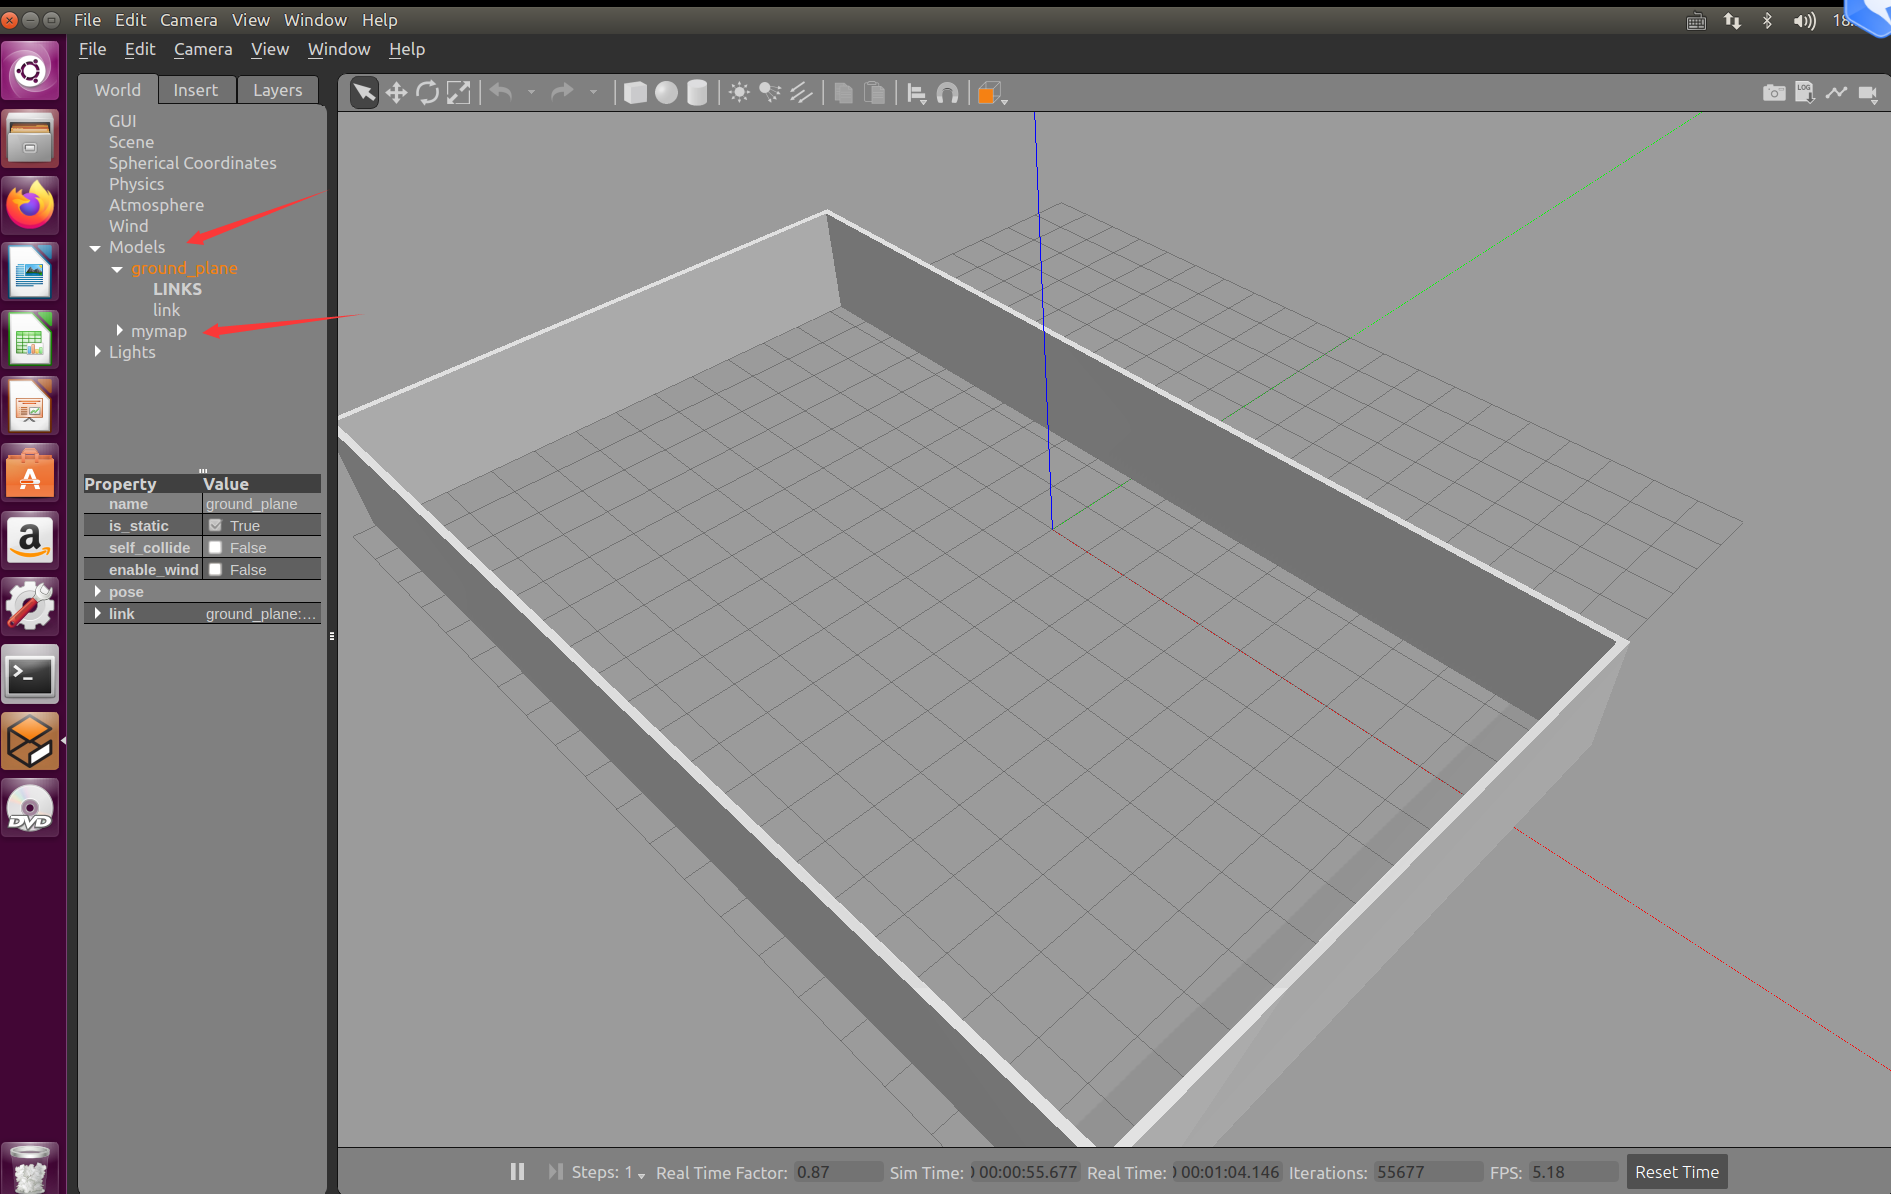 File Edit Camera View Window Help
File Edit Camera View Window Help
World Insert Layers
GUI
Scene
Spherical Coordinates
Physics
Atmosphere
Wind
Models
ground_plane
LINKS
link
mymap
Lights
Property Value
name ground_plane
is_static True
self_collide False
enable_wind False
pose
link ground_plane:...
LOG
a
A
DVD
Steps: 1 Real Time Factor: 0.87 Sim Time: 00:00:55.677 Real Time: 00:01:04.146 Iterations: 55677 FPS: 5.18 Reset Time